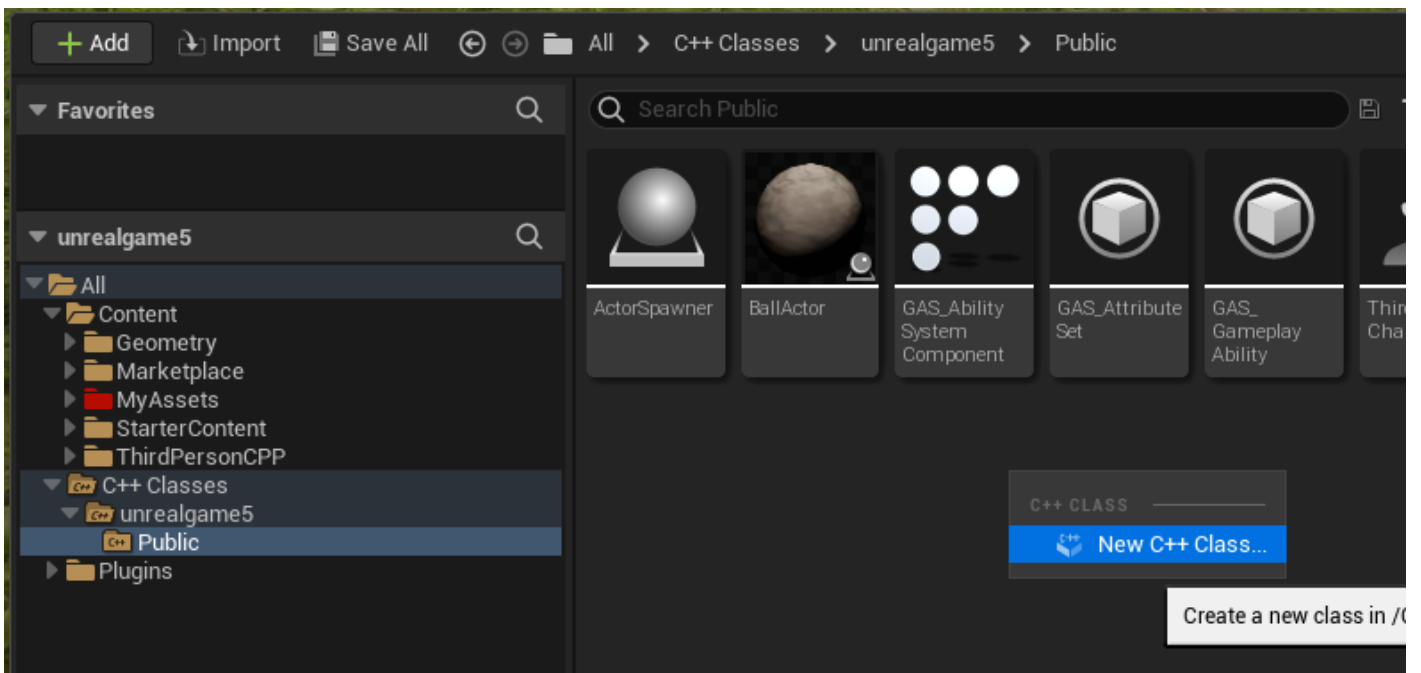 Add Import Save All All > C++ Classes > unrealgame5 > Public
Favorites
Search Public
unrealgame5
All
Content
Geometry
Marketplace
MyAssets
StarterContent
ThirdPersonCPP
C++ Classes
unrealgame5
Public
Plugins
ActorSpawner
BallActor
GAS_Ability
System
Component
GAS_Attribute
Set
GAS_
Gameplay
Ability
C++ CLASS
New C++ Class...
Create a new class in /